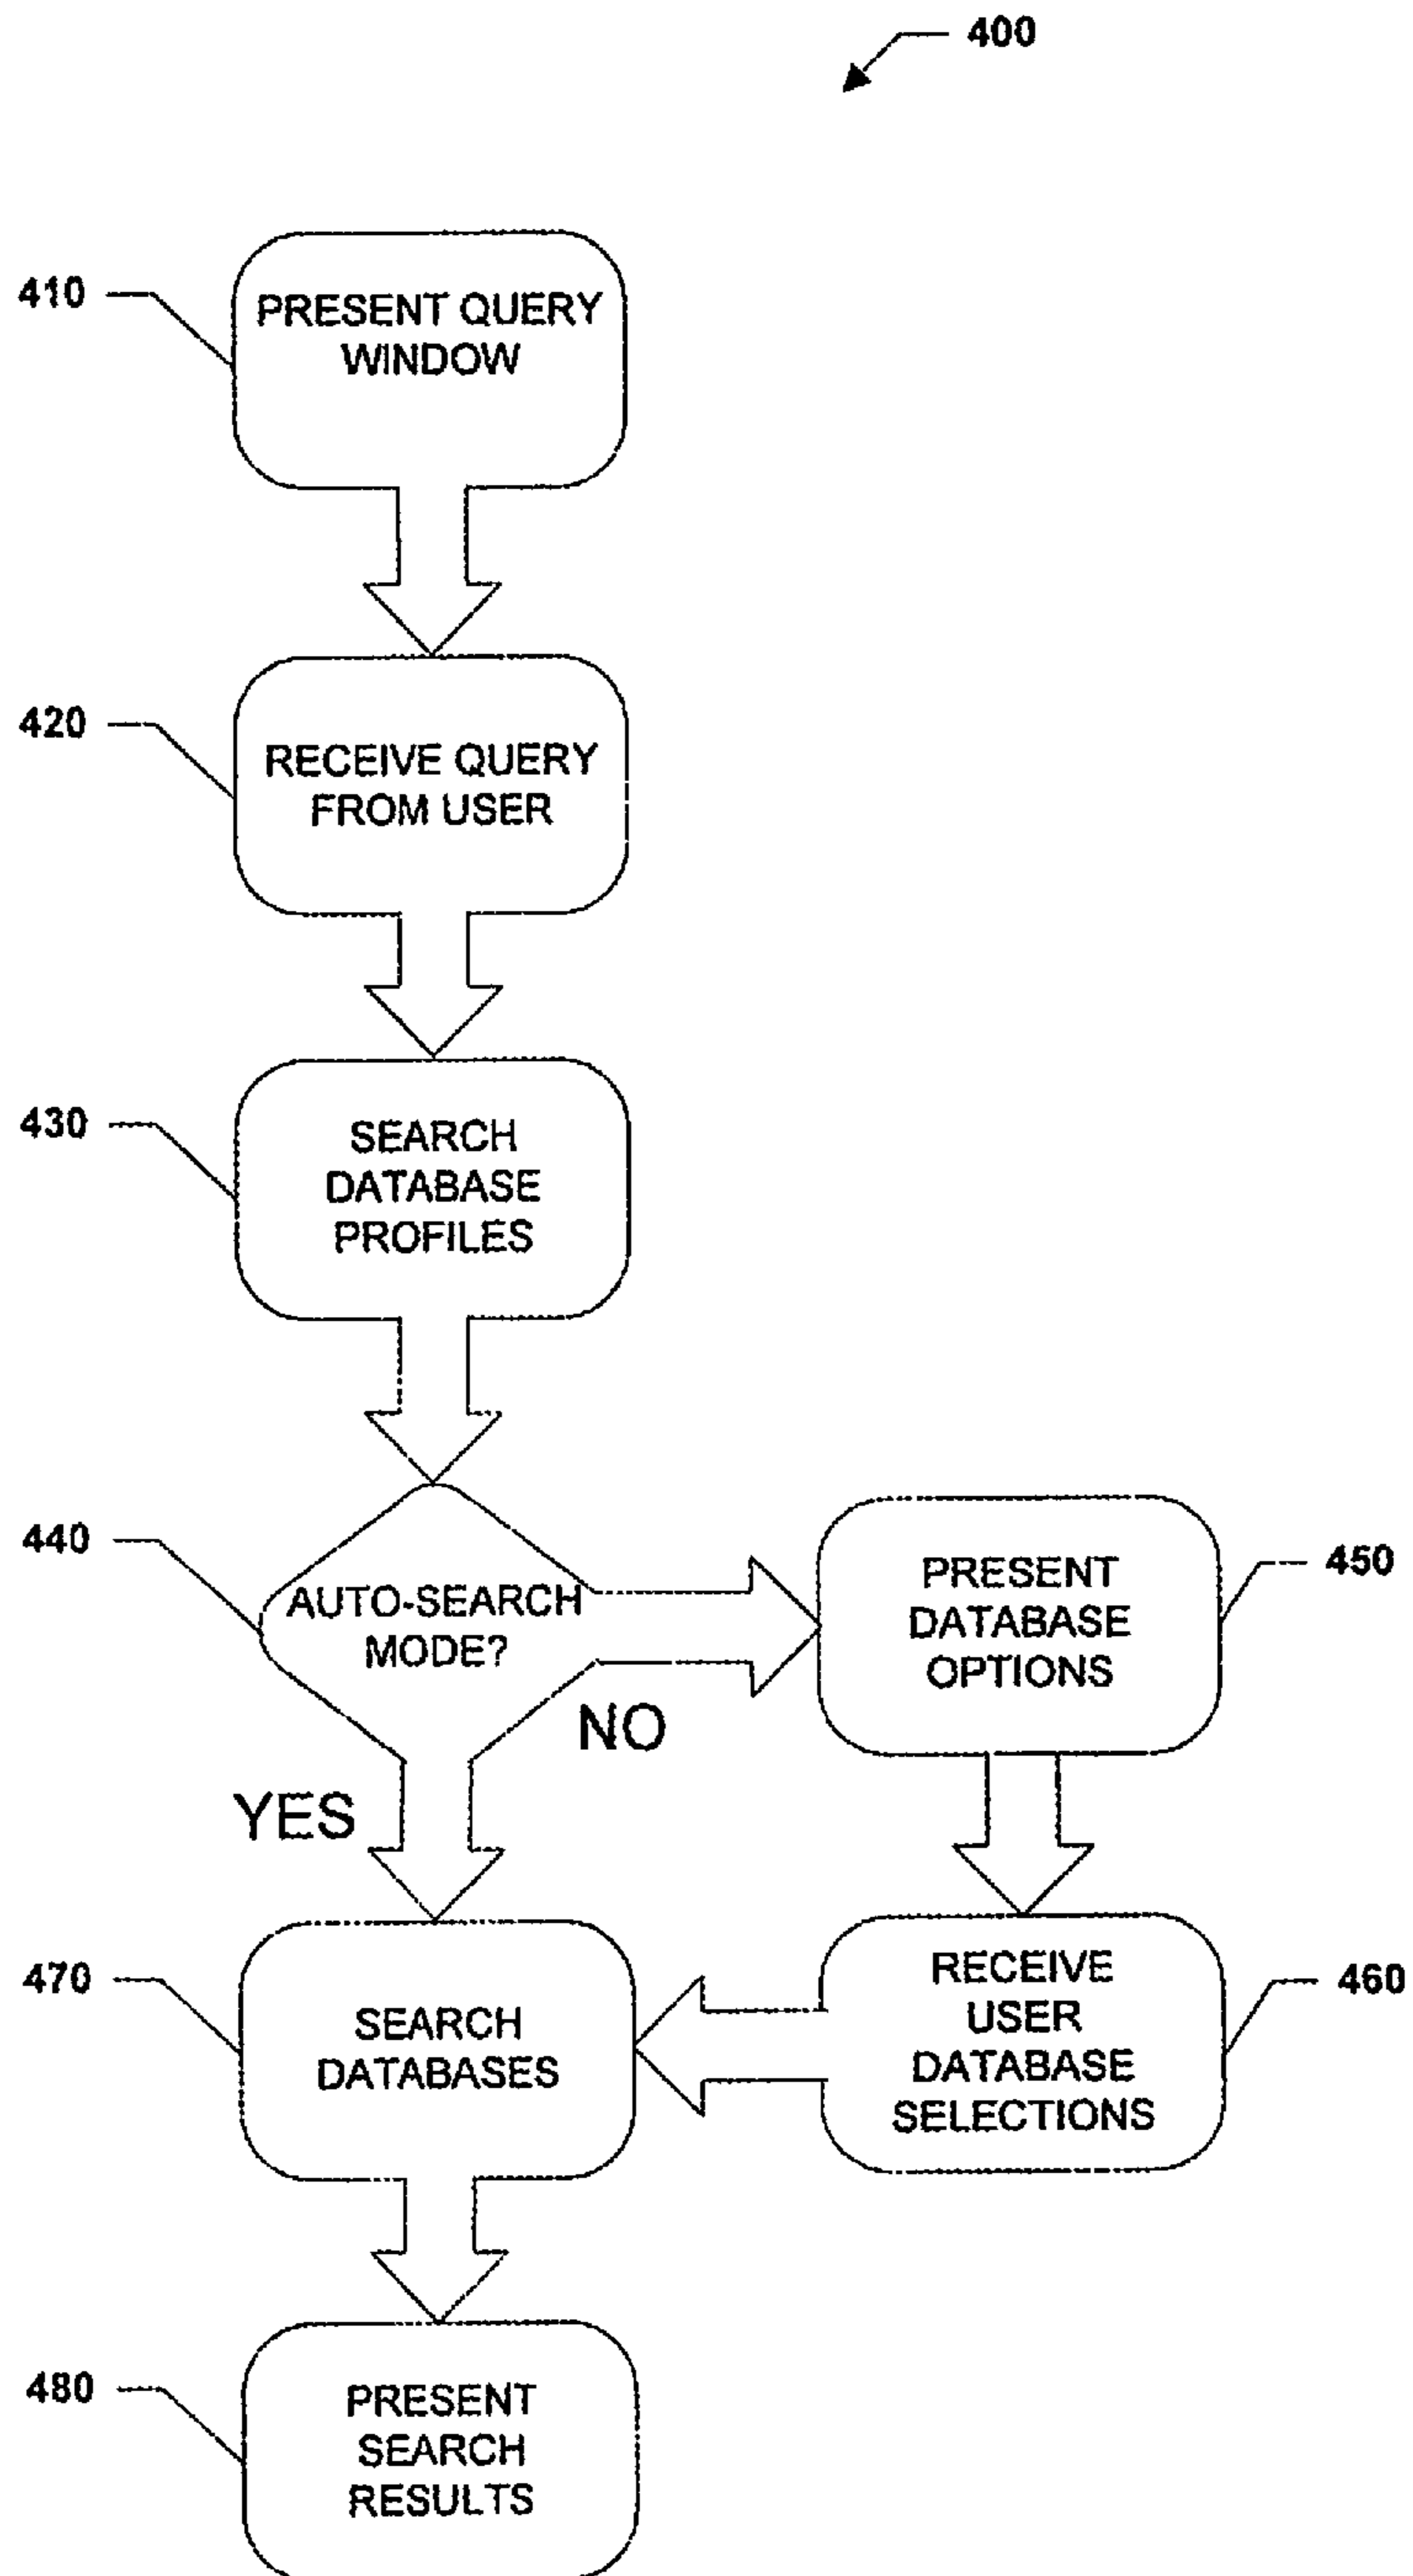 400
410
PRESENT QUERY
WINDOW
420
RECEIVE QUERY
FROM USER
430
SEARCH
DATABASE
PROFILES
440
AUTO-SEARCH
MODE?
NO
YES
450
PRESENT
DATABASE
OPTIONS
460
RECEIVE
USER
DATABASE
SELECTIONS
470
SEARCH
DATABASES
480
PRESENT
SEARCH
RESULTS